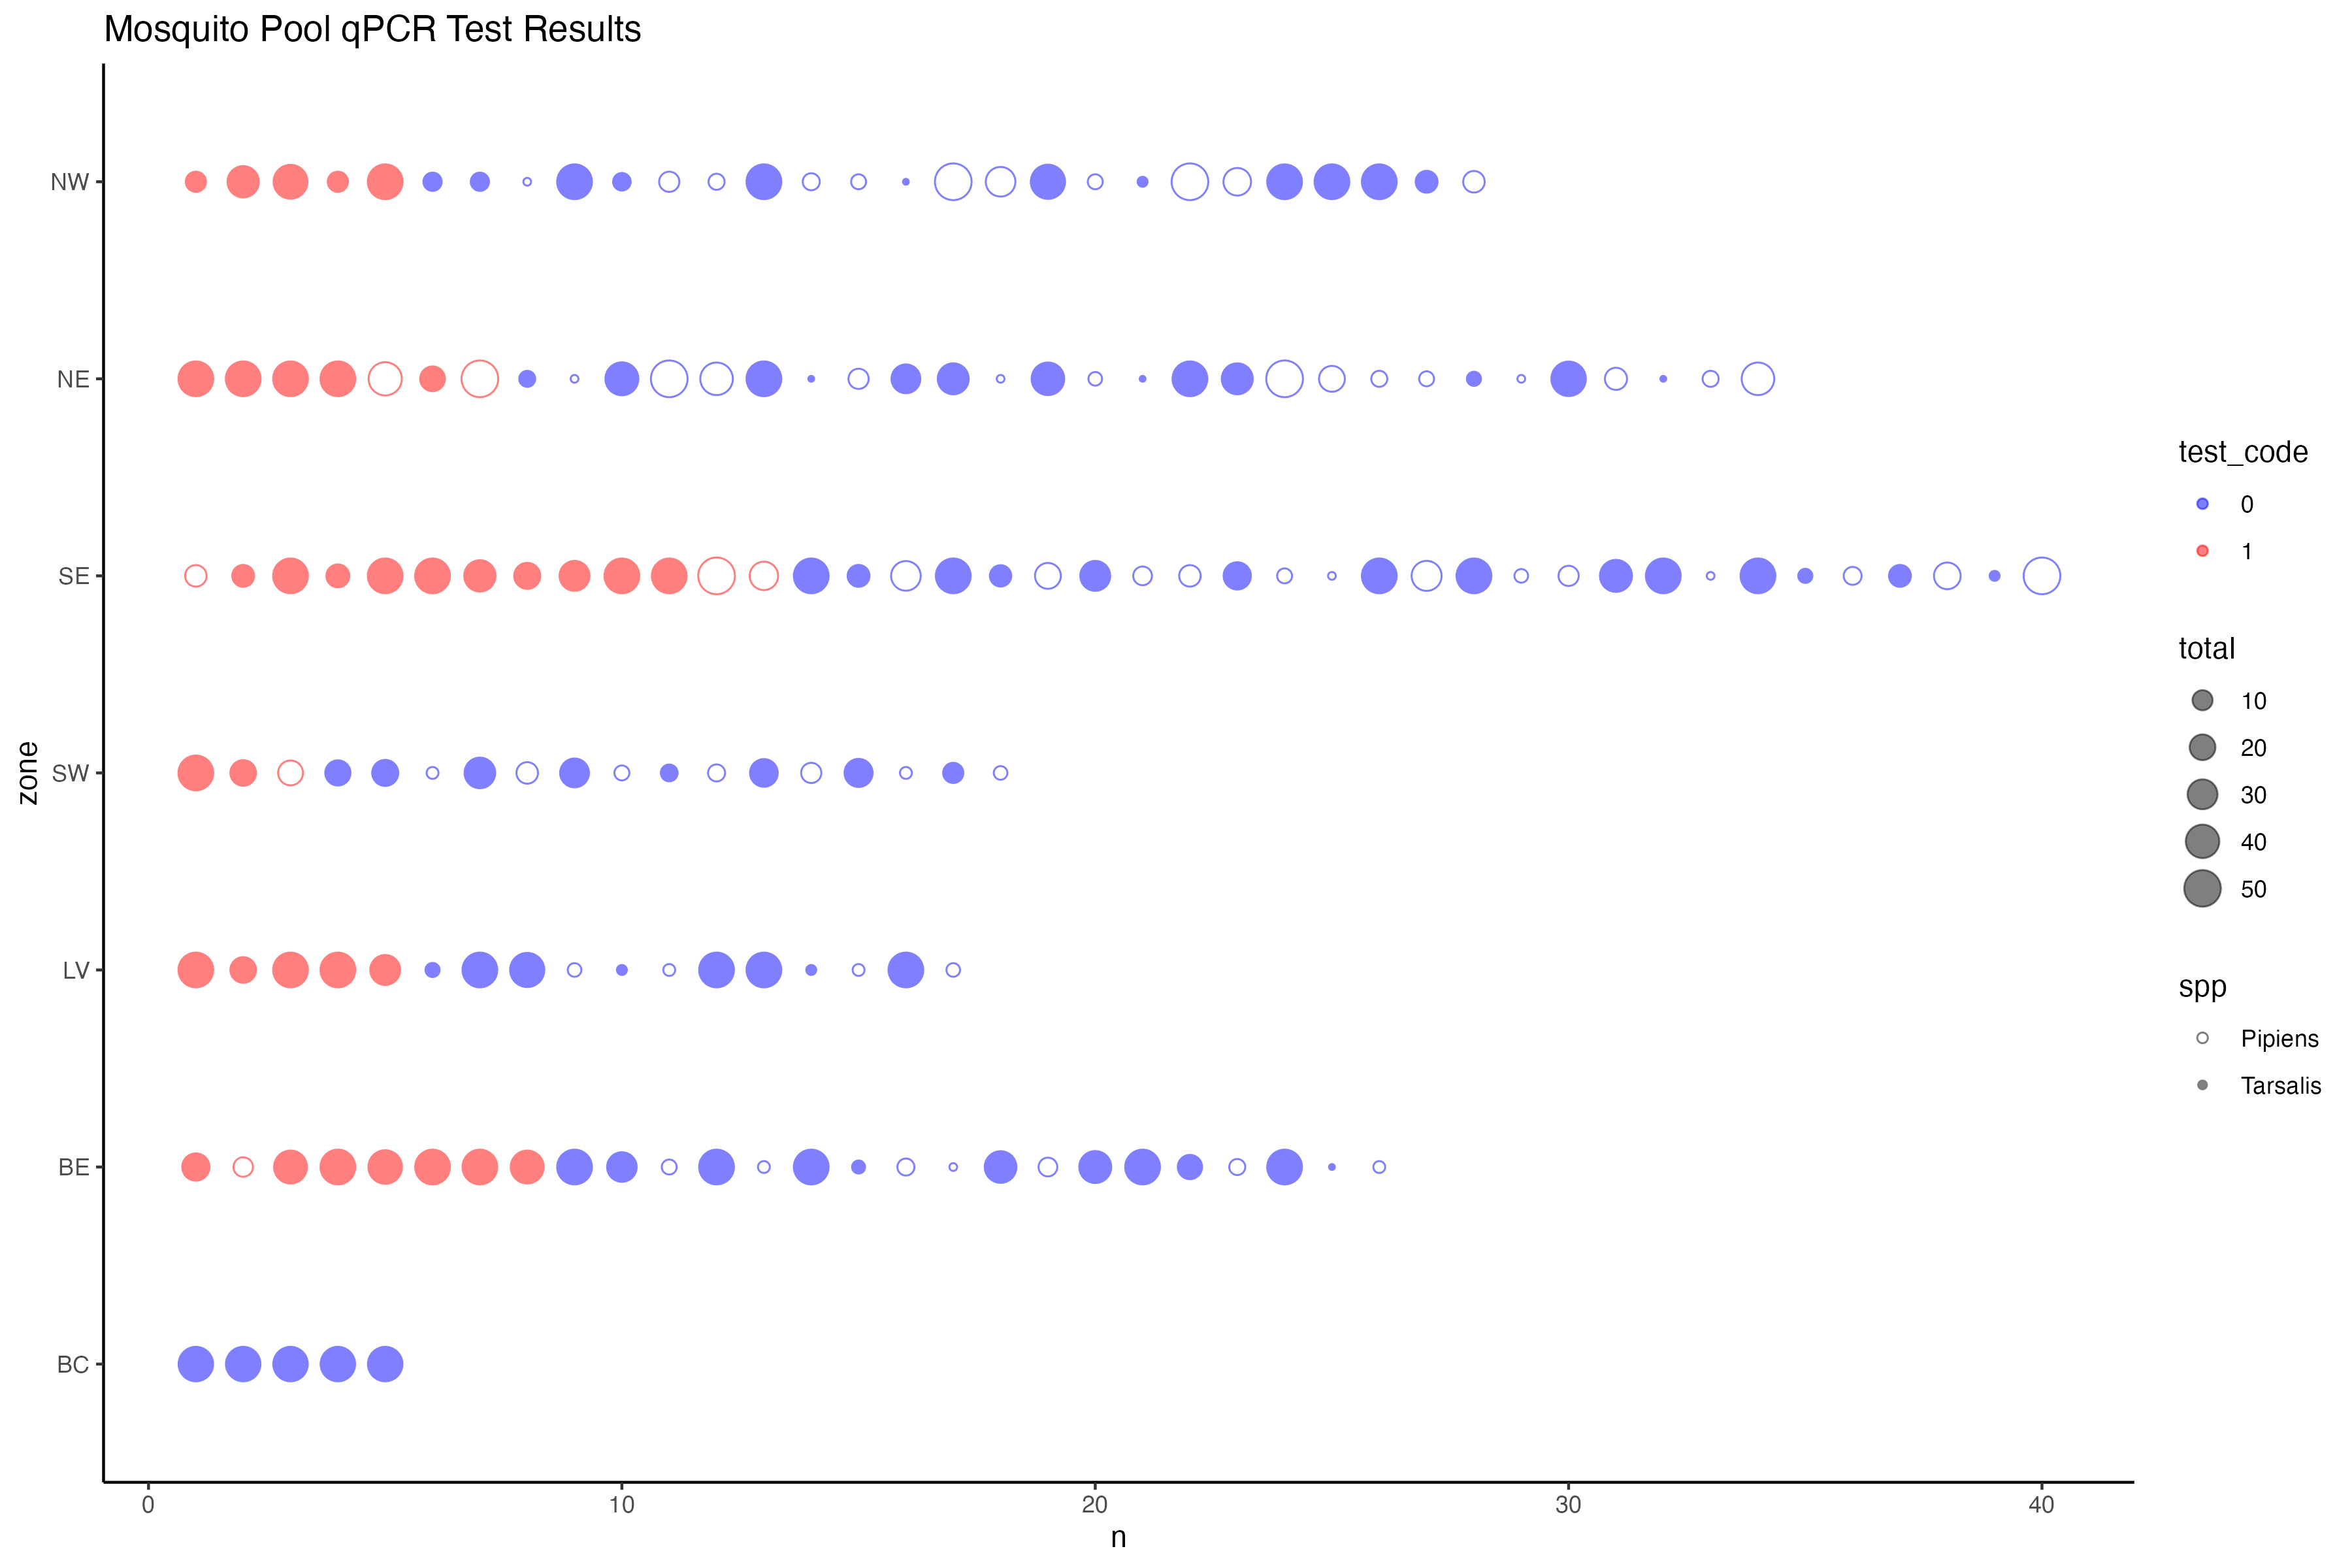 Mosquito Pool qPCR Test Results
zone
NW
NE
SE
SW
LV
BE
BC
0 10 20 30 40
n
test_code
0
1
total
10
20
30
40
50
spp
Pipiens
Tarsalis